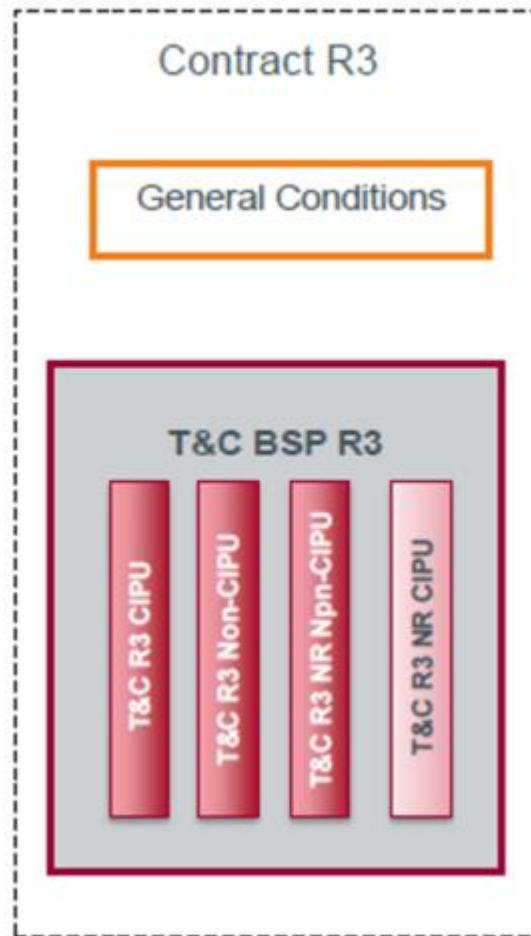 Contract R3
General Conditions
T&C BSP R3
T&C R3 CIPU
T&C R3 Non-CIPU
T&C R3 NR Npn-CIPU
T&C R3 NR CIPU